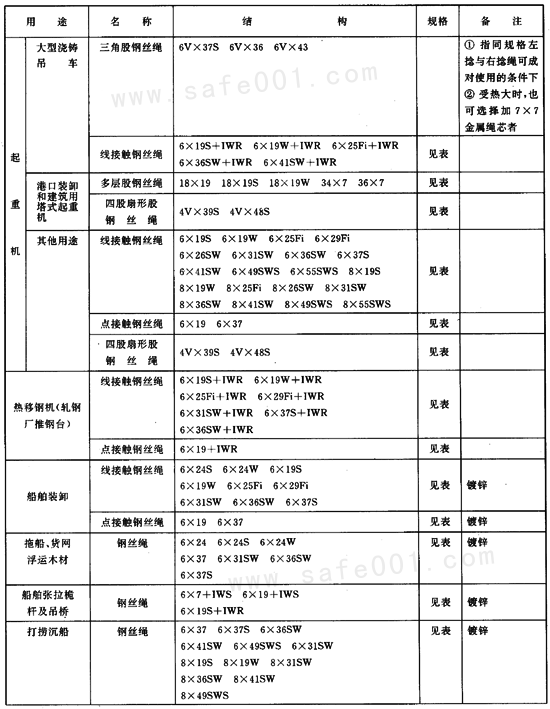 用途 名称 结构 规格 备注
起重机
大型浇铸吊车 三角股钢丝绳 6V×37S 6V×36 6V×43
① 指同规格左
捻与右捻绳可成
对使用的条件下
② 受热大时,也
可选择加 7×7
金属绳芯者
线接触钢丝绳 6×19S+IWR 6×19W+IWR 6×25Fi+IWR 见表
6×36SW+IWR 6×41SW+IWR
港口装卸
和建筑用
塔式起重
机
多层股钢丝绳 18×19 18×19S 18×19W 34×7 36×7 见表
四股扇形股
钢丝绳
4V×39S 4V×48S 见表
其他用途 线接触钢丝绳 6×19S 6×19W 6×25Fi 6×29Fi
6×26SW 6×31SW 6×36SW 6×37S
6×41SW 6×49SWS 6×55SWS 8×19S 见表
8×19W 8×25Fi 8×26SW 8×31SW
8×36SW 8×41SW 8×49SWS 8×55SWS
点接触钢丝绳 6×19 6×37 见表
四股扇形股
钢丝绳
4V×39S 4V×48S 见表
热移钢机(轧钢
厂推钢台)
线接触钢丝绳 6×19S+IWR 6×19W+IWR
6×25Fi+IWR 6×29Fi+IWR 见表
6×31SW+IWR 6×37S+IWR
6×36SW+IWR
点接触钢丝绳 6×19+IWR 见表
船舶装卸 线接触钢丝绳 6×24S 6×24W 6×19S
6×19W 6×25Fi 6×29Fi 见表 镀锌
6×31SW 6×36SW 6×37S
点接触钢丝绳 6×19 6×37 见表 镀锌
拖船、货网
浮运木材
钢丝绳 6×24 6×24S 6×24W 见表 镀锌
6×37 6×31SW 6×36SW
6×37S
船舶张拉桅
杆及吊桥
钢丝绳 6×7+IWS 6×19+IWS 见表 镀锌
6×19S+IWR
打捞沉船 钢丝绳 6×37 6×37S 6×36SW 见表 镀锌
6×41SW 6×49SWS 6×31SW
8×19S 8×19W 8×31SW
8×36SW 8×41SW
8×49SWS
www.safe001.com
www.safe001.com